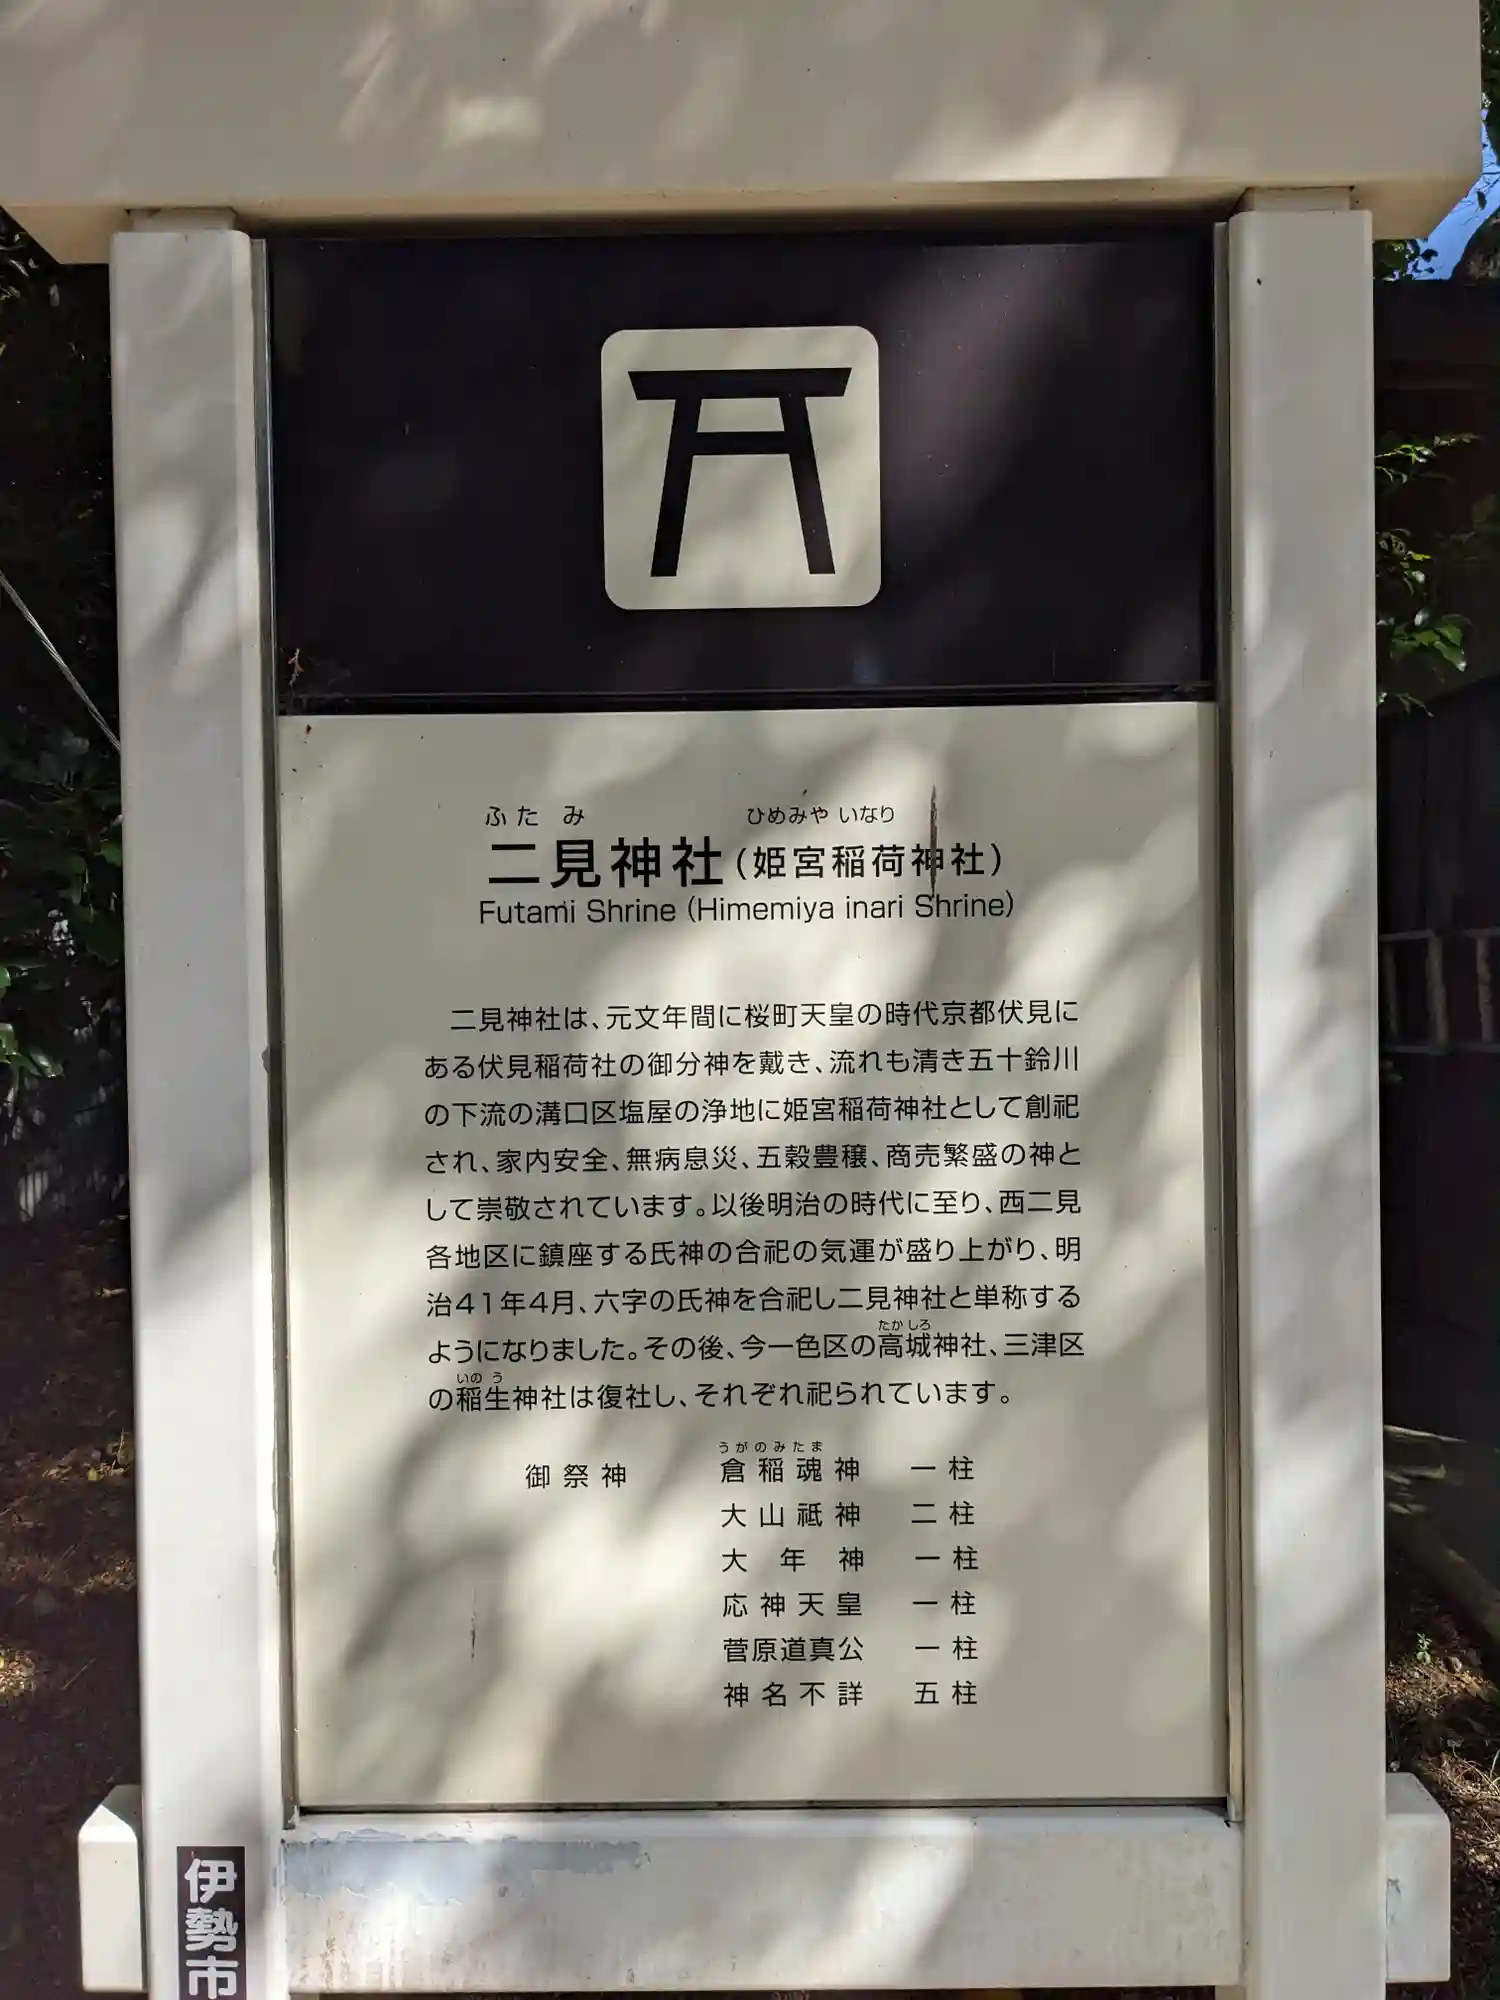 ふたみ ひめみや いなり
二見神社(姫宮稲荷神社)
Futami Shrine (Himemiya inari Shrine)
二見神社は、元文年間に桜町天皇の時代京都伏見に
ある伏見稲荷社の御分神を戴き、流れも清き五十鈴川
の下流の溝口区塩屋の浄地に姫宮稲荷神社として創祀
され、家内安全、無病息災、五穀豊穣、商売繁盛の神と
して崇敬されています。以後明治の時代に至り、西二見
各地区に鎮座する氏神の合祀の気運が盛り上がり、明
治41年4月、六字の氏神を合祀し二見神社と単称する
たかしろ
ようになりました。その後、今一色区の高城神社、三津区
いのう
の稲生神社は復社し、それぞれ祀られています。
うがのみたま
御祭神 倉稲魂神 一柱
大山祇神 二柱
大年神 一柱
応神天皇 一柱
菅原道真公 一柱
神名不詳 五柱
伊勢市